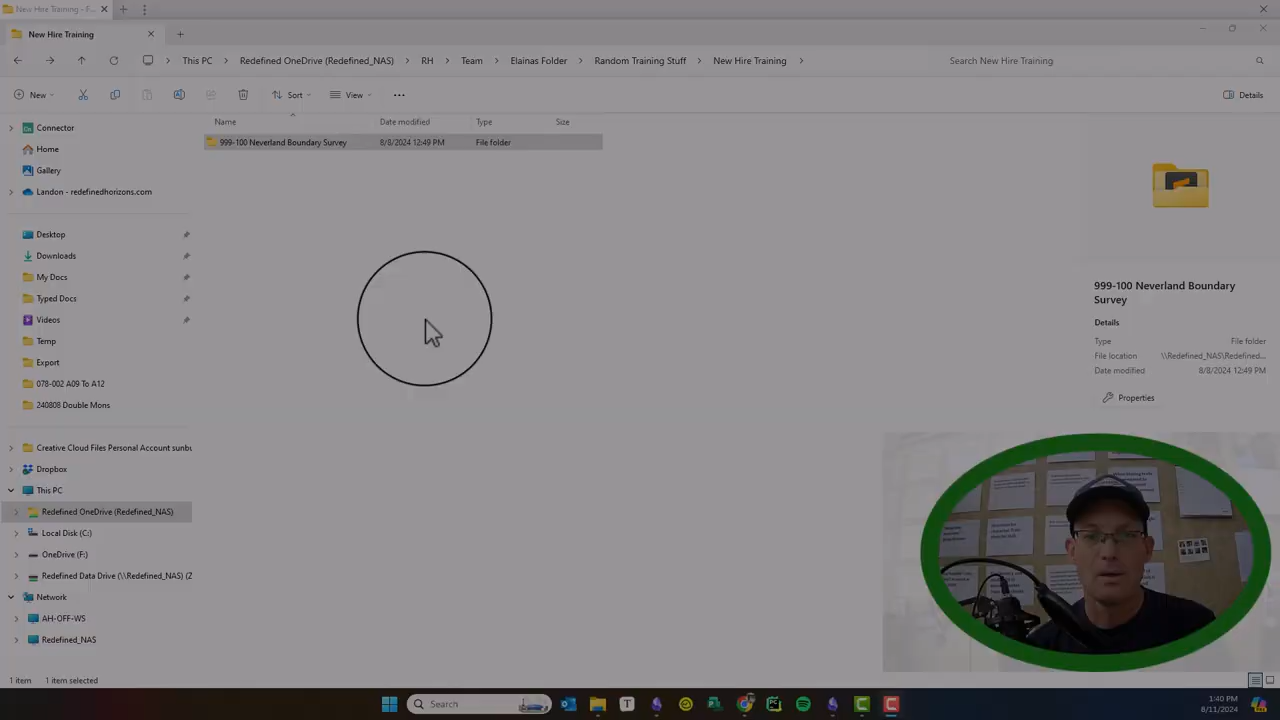 New Hire Training - F...
New Hire Training
This PC
Redefined OneDrive (Redefined_NAS)
RH
Team
Elainas Folder
Random Training Stuff
New Hire Training
Search New Hire Training
New
Sort
View
Details
Name
Date modified
Type
Size
999-100 Neverland Boundary Survey
8/8/2024 12:49 PM
File folder
Connector
Home
Gallery
Landon - redefinedhorizons.com
Desktop
Downloads
My Docs
Typed Docs
Videos
Temp
Export
078-002 A09 To A12
240808 Double Mons
Creative Cloud Files Personal Account sunbu
Dropbox
This PC
Redefined OneDrive (Redefined_NAS)
Local Disk (C:)
OneDrive (F:)
Redefined Data Drive (\\Redefined_NAS) (Z
Network
AH-OFF-WS
Redefined_NAS
999-100 Neverland Boundary
Survey
Details
Type
File folder
File location
\\Redefined_NAS\Redefined...
Date modified
8/8/2024 12:49 PM
Properties
1 item
1 item selected
Search
1:40 PM
8/11/2024